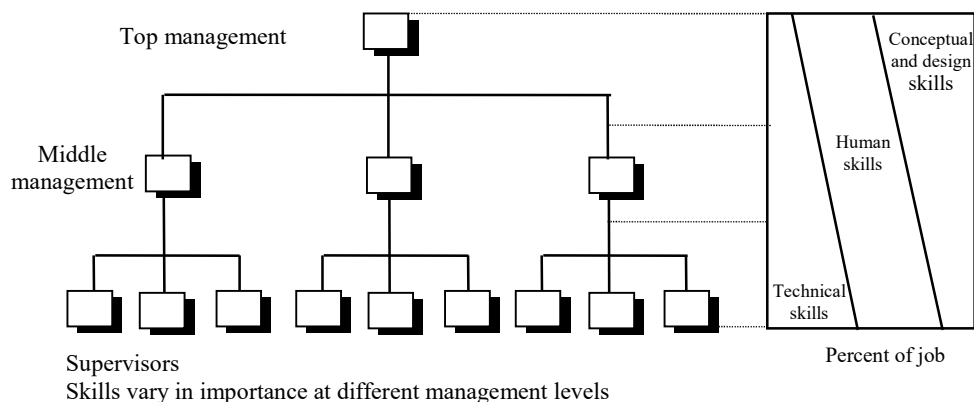 Top management
Conceptual
and design
skills
Human
skills
Middle
management
Technical
skills
Percent of job
Supervisors
Skills vary in importance at different management levels